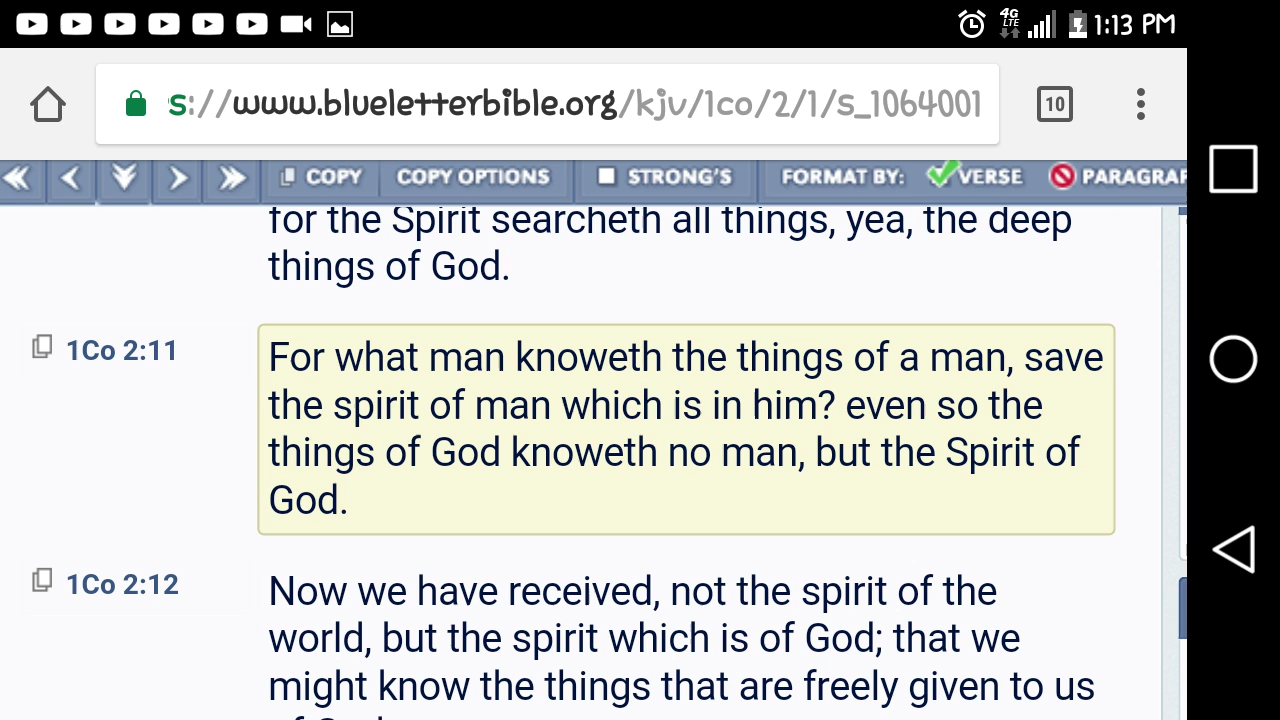 4G
LTE
1:13 PM
s://www.blueletterbible.org/kjv/1co/2/1/s_1064001
10
COPY COPY OPTIONS STRONG'S FORMAT BY: VERSE PARAGRAP
for the Spirit searcheth all things, yea, the deep
things of God.
1Co 2:11
For what man knoweth the things of a man, save
the spirit of man which is in him? even so the
things of God knoweth no man, but the Spirit of
God.
1Co 2:12
Now we have received, not the spirit of the
world, but the spirit which is of God; that we
might know the things that are freely given to us